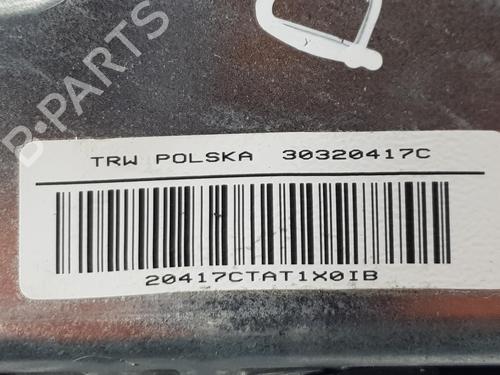 B-PARTS
TRW POLSKA 30320417C
20417CTAT1X0IB